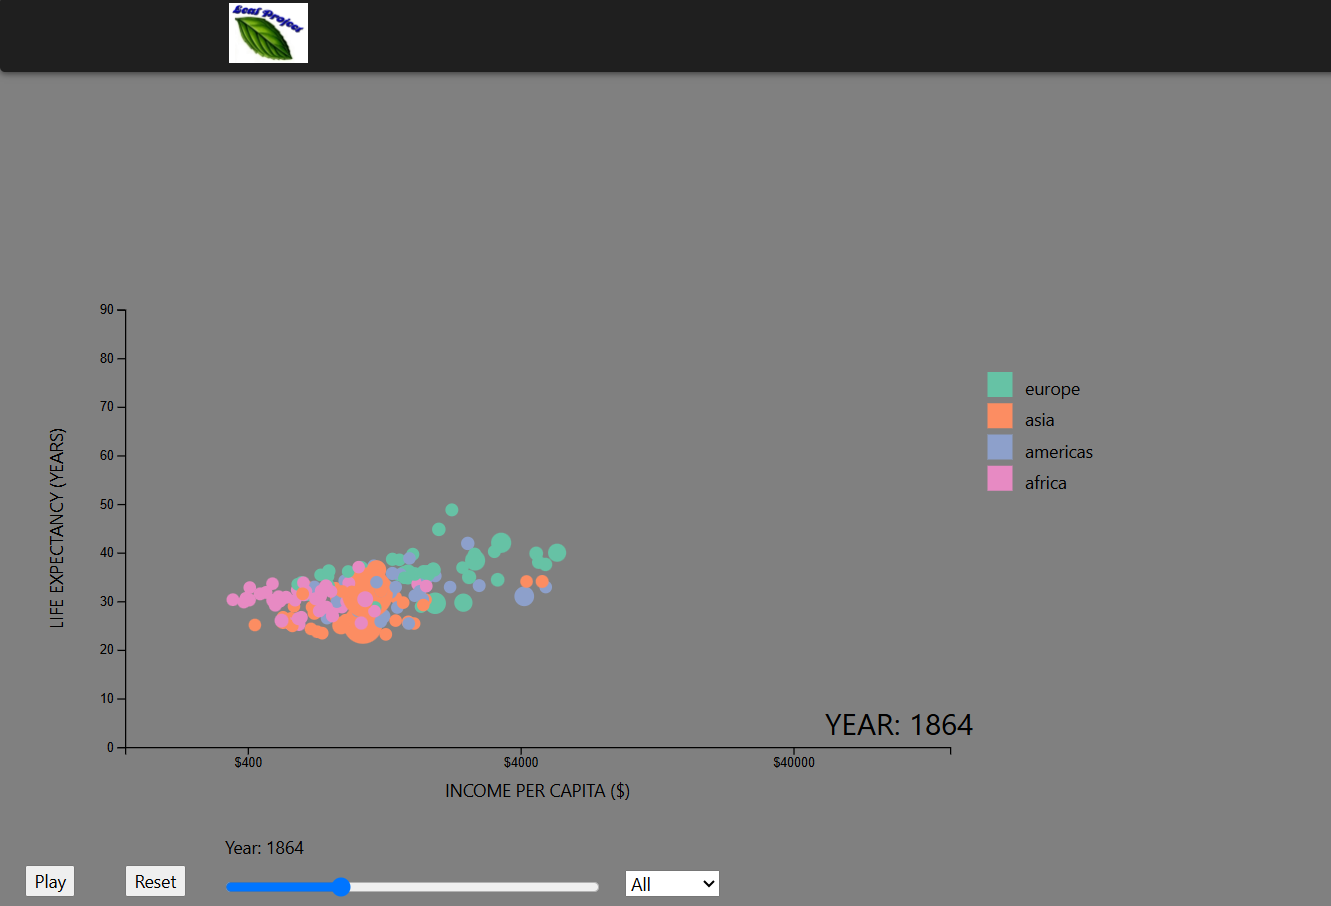 Leaf Project
90
80
70
60
50
40
30
20
10
0
LIFE EXPECTANCY (YEARS)
europe
asia
americas
africa
YEAR: 1864
$400
$4000
$40000
INCOME PER CAPITA ($)
Year: 1864
Play
Reset
All